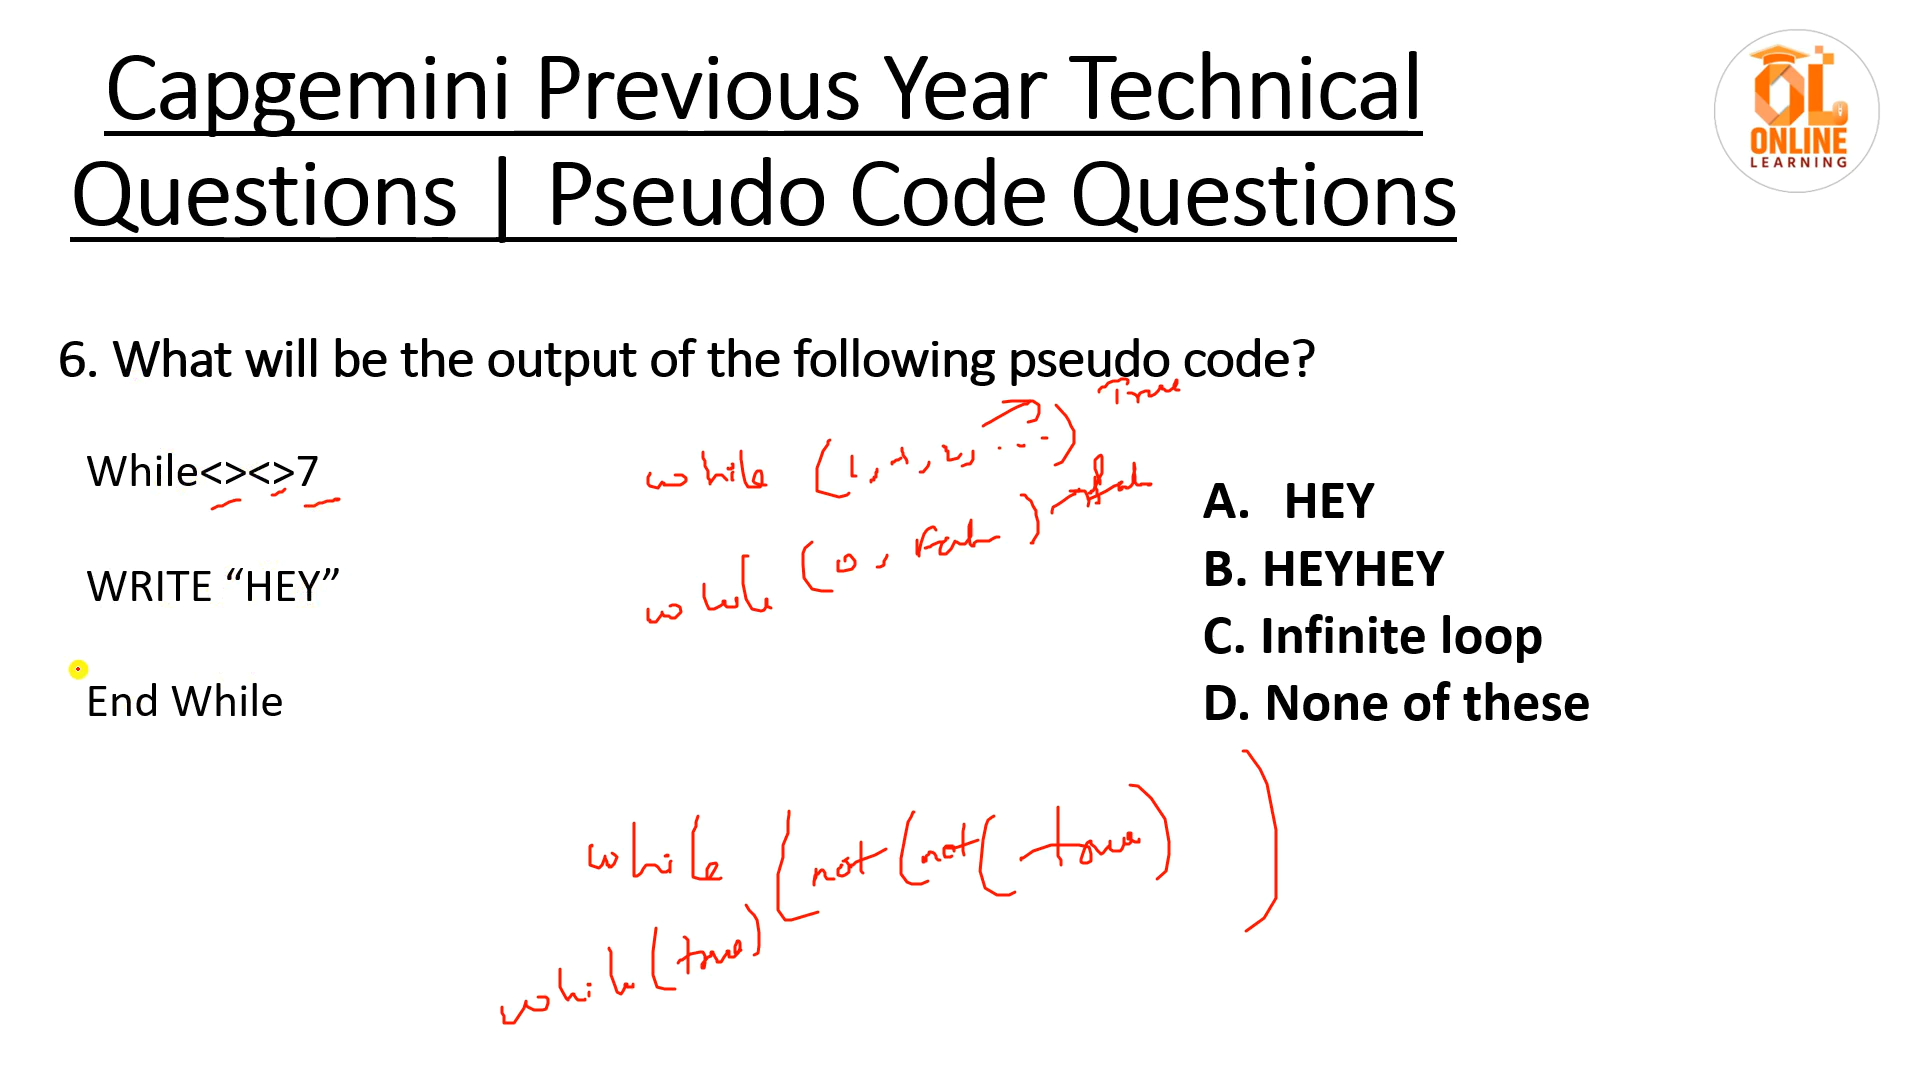 Capgemini Previous Year Technical
Questions | Pseudo Code Questions
OL
ONLINE
LEARNING
6. What will be the output of the following pseudo code?
While<><>7
WRITE “HEY”
End While
while (1, -1, 2, ...) True
while (0, )
A. HEY
B. HEYHEY
C. Infinite loop
D. None of these
while (not (not (true)))
while (true)